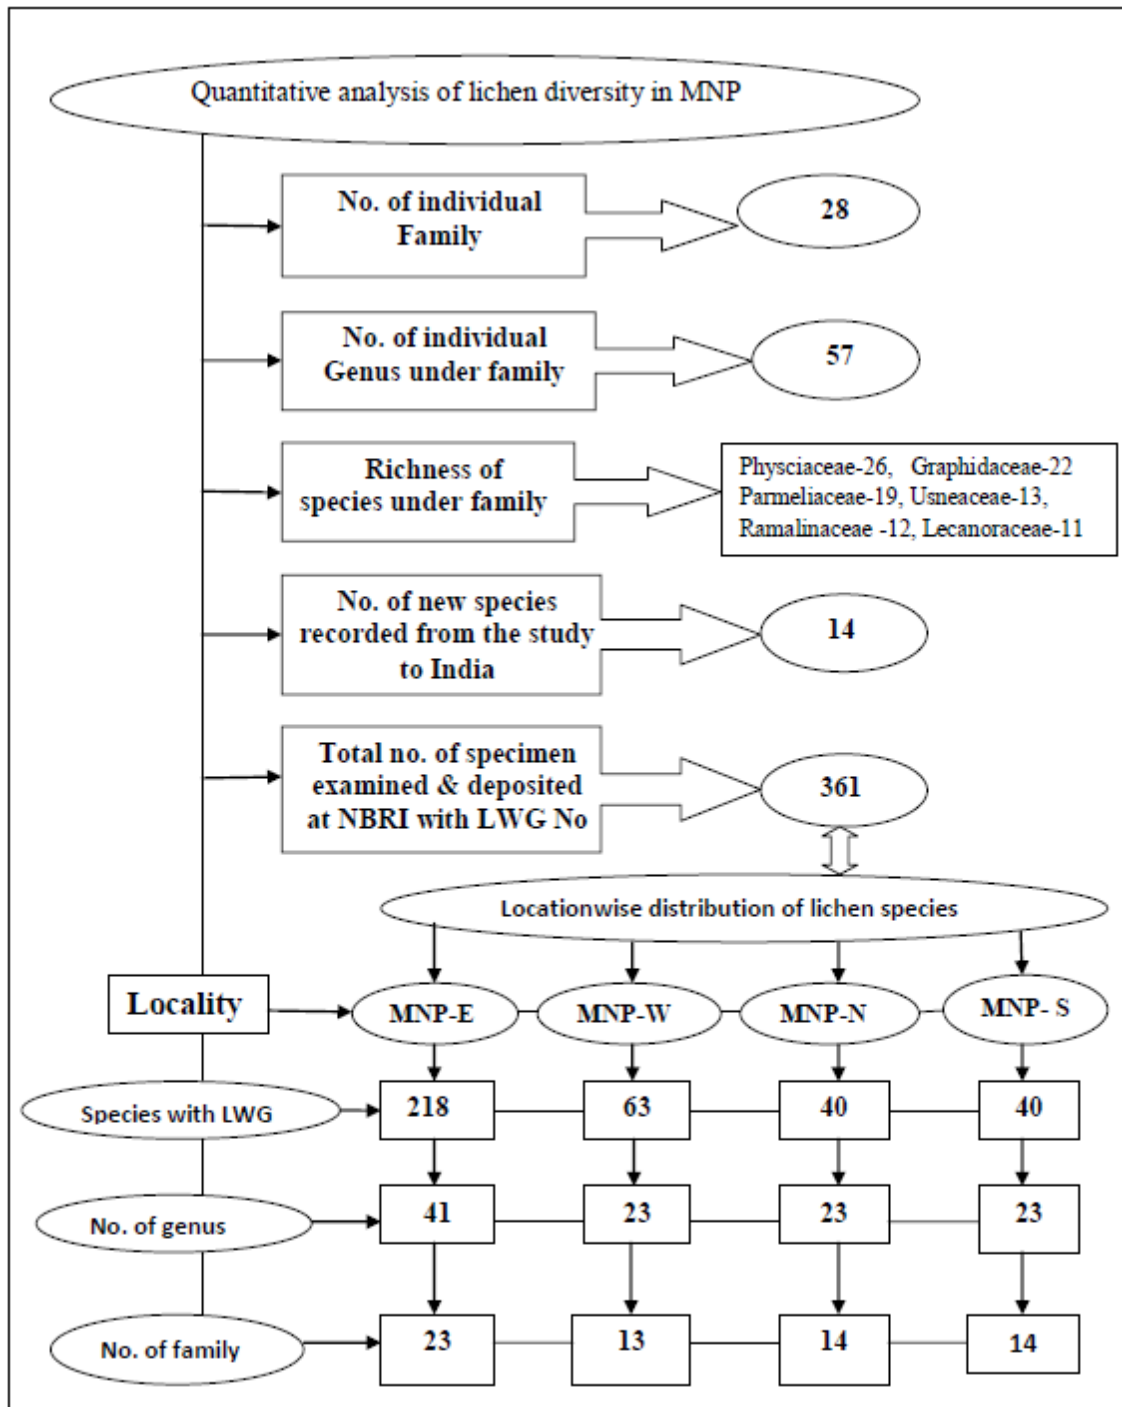 Quantitative analysis of lichen diversity in MNP
No. of individual
Family
28
No. of individual
Genus under family
57
Richness of
species under family
Physciaceae-26, Graphidaceae-22
Parmeliaceae-19, Usneaceae-13,
Ramalinaceae -12, Lecanoraceae-11
No. of new species
recorded from the study
to India
14
Total no. of specimen
examined & deposited
at NBRI with LWG No
361
Locationwise distribution of lichen species
Locality
MNP-E
MNP-W
MNP-N
MNP- S
Species with LWG
218
63
40
40
No. of genus
41
23
23
23
No. of family
23
13
14
14